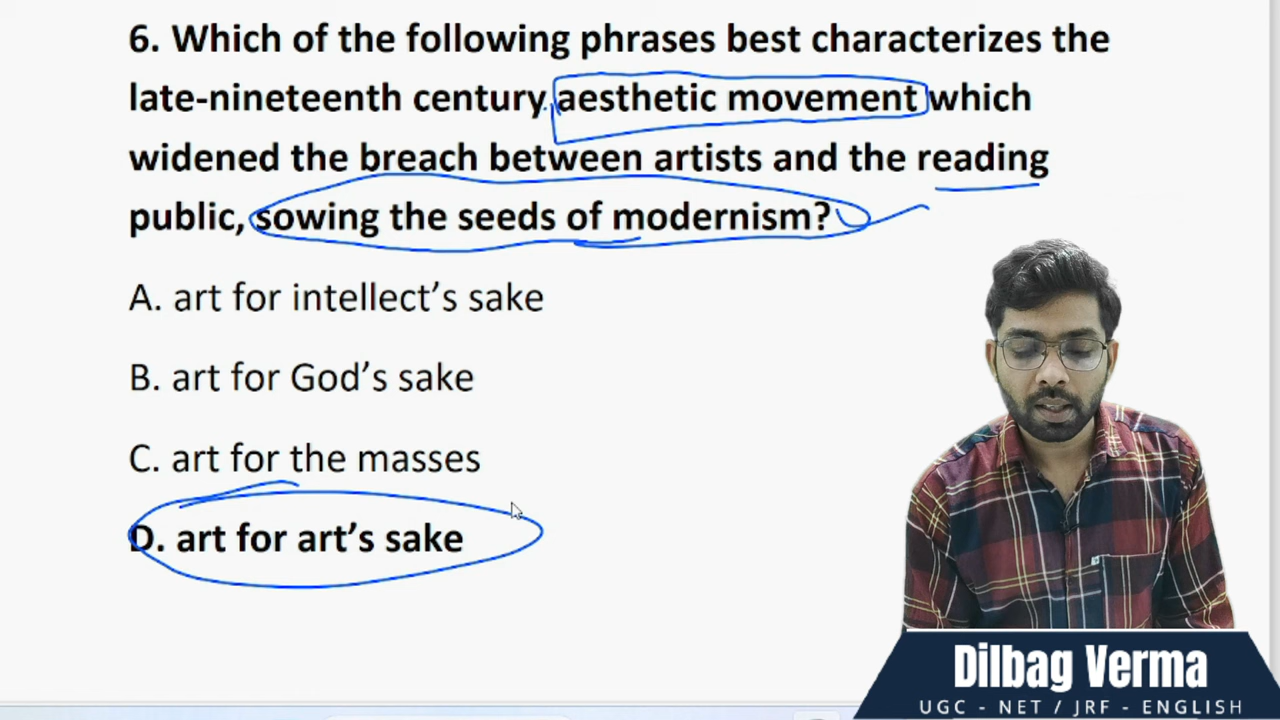 6. Which of the following phrases best characterizes the
late-nineteenth century aesthetic movement which
widened the breach between artists and the reading
public, sowing the seeds of modernism?
A. art for intellect’s sake
B. art for God’s sake
C. art for the masses
D. art for art’s sake
Dilbag Verma
UGC - NET / JRF - ENGLISH